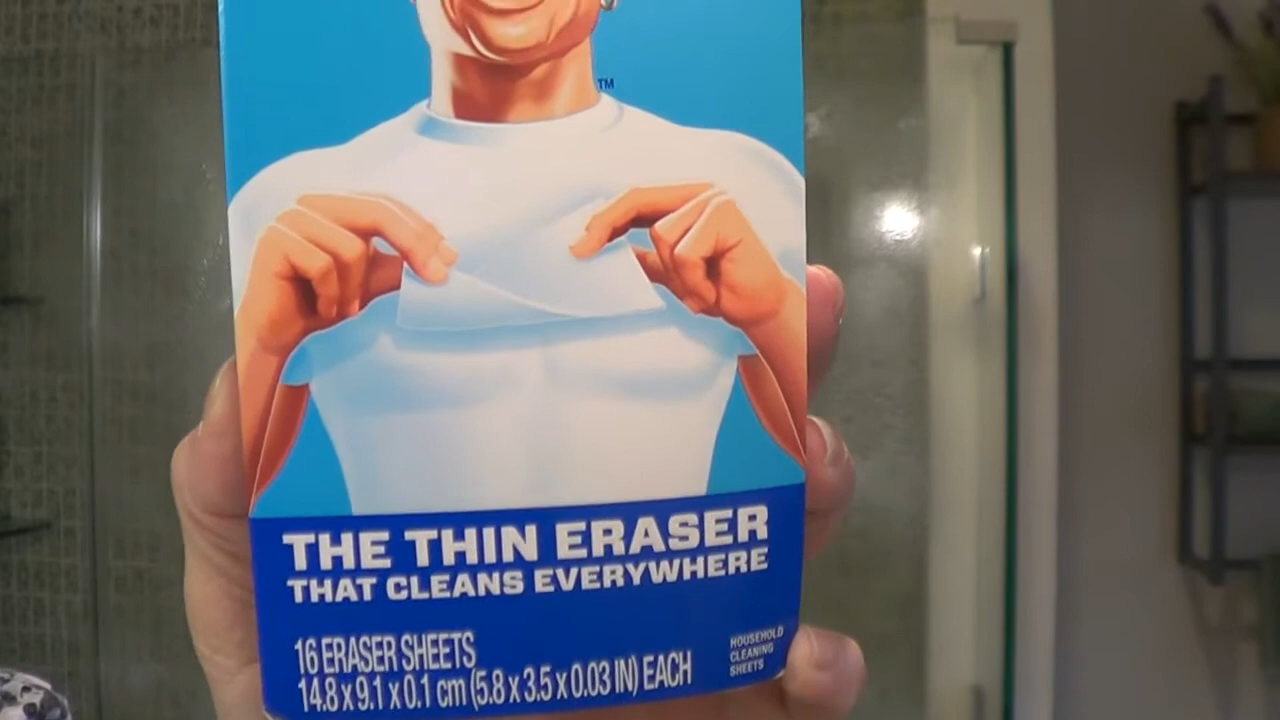 TM
THE THIN ERASER
THAT CLEANS EVERYWHERE
16 ERASER SHEETS
14.8 x 9.1 x 0.1 cm (5.8 x 3.5 x 0.03 IN) EACH
HOUSEHOLD
CLEANING
SHEETS